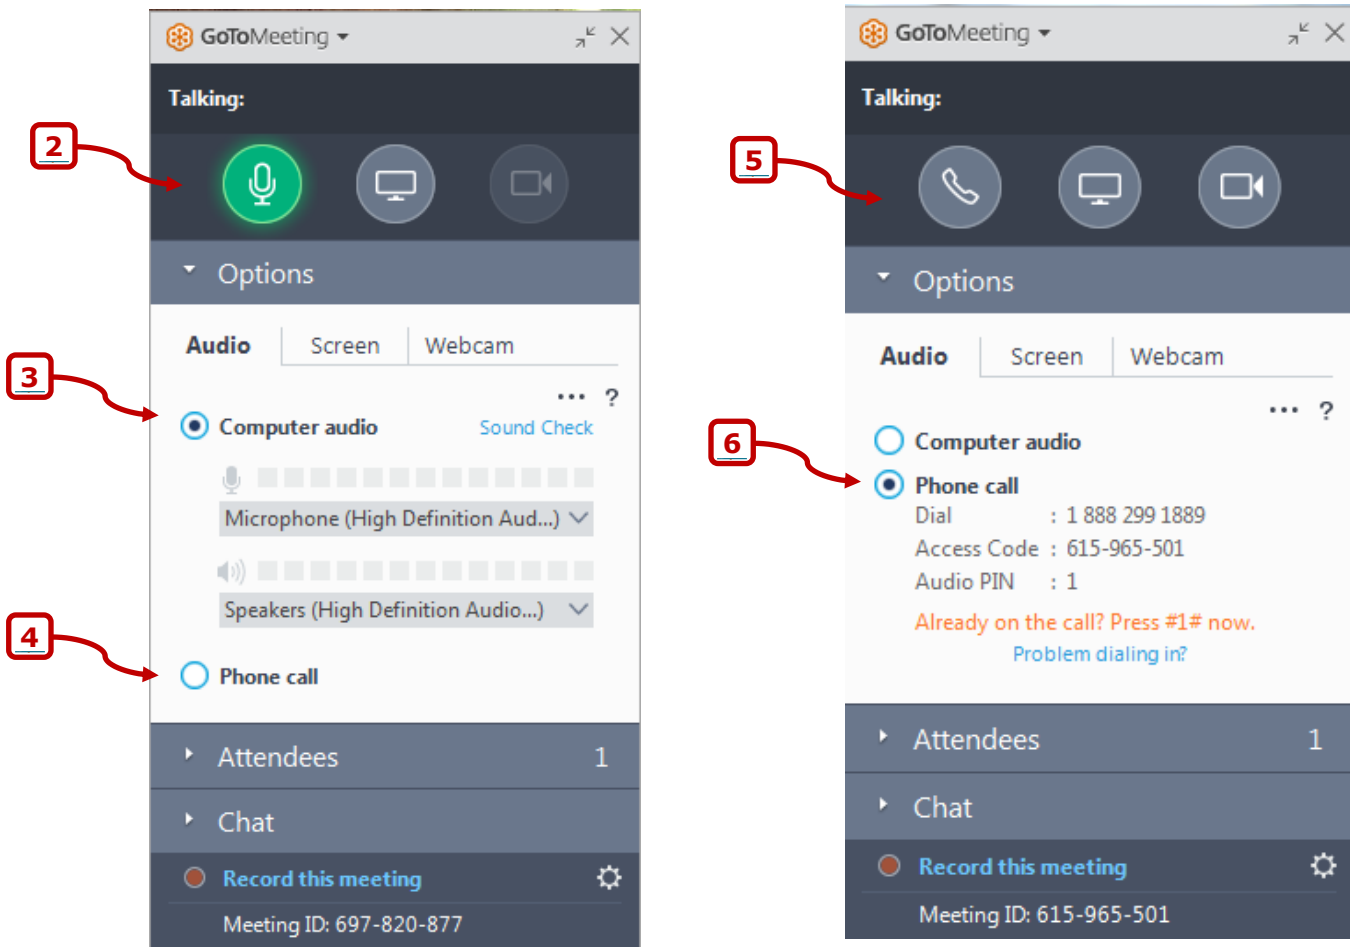 GoToMeeting
Talking:
2
Options
Audio Screen Webcam
... ?
3
Computer audio Sound Check
Microphone (High Definition Aud...)
Speakers (High Definition Audio...)
4
Phone call
Attendees 1
Chat
Record this meeting
Meeting ID: 697-820-877
GoToMeeting
Talking:
5
Options
Audio Screen Webcam
... ?
Computer audio
6
Phone call
Dial : 1 888 299 1889
Access Code : 615-965-501
Audio PIN : 1
Already on the call? Press #1# now.
Problem dialing in?
Attendees 1
Chat
Record this meeting
Meeting ID: 615-965-501